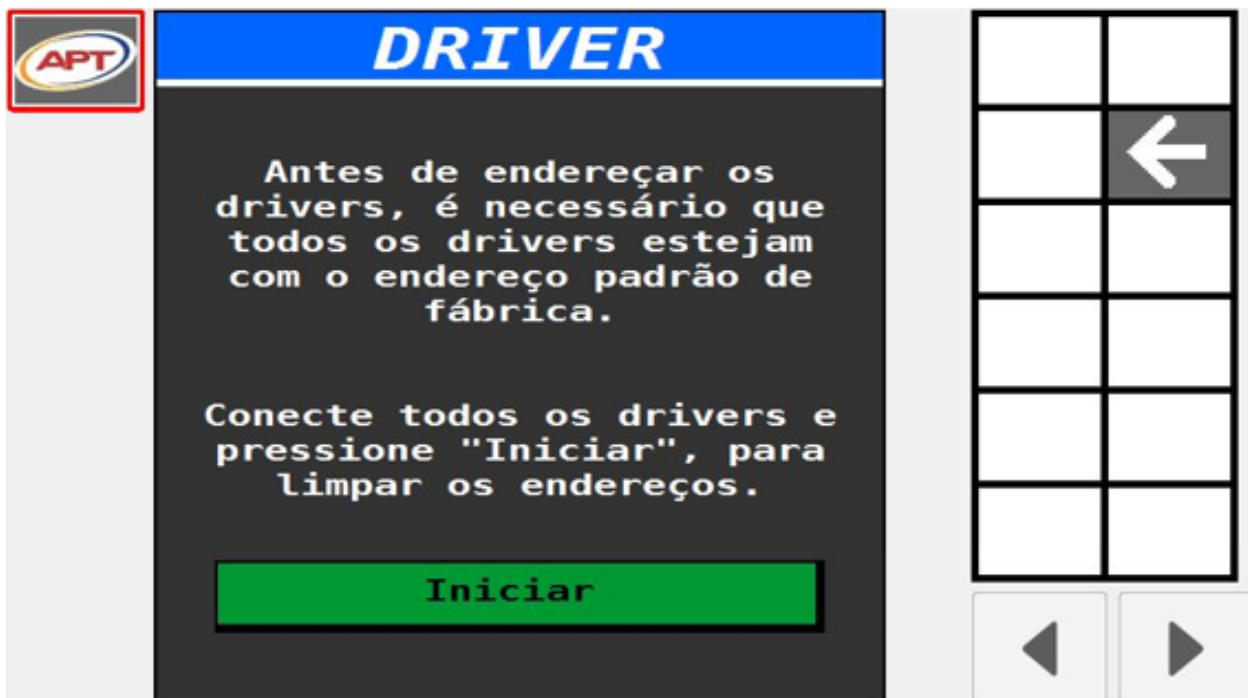 APT
DRIVER
Antes de endereçar os
drivers, é necessário que
todos os drivers estejam
com o endereço padrão de
fábrica.
Conecte todos os drivers e
pressione "Iniciar", para
limpar os endereços.
Iniciar